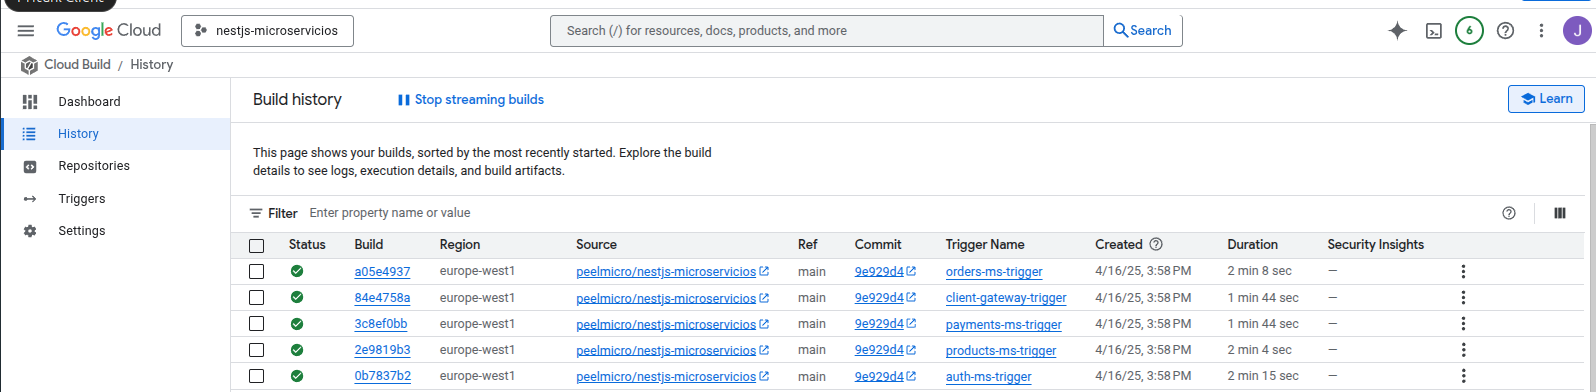 Google Cloud
nestjs-microservicios
Search (/) for resources, docs, products, and more
Search
6
J
Cloud Build / History
Dashboard
History
Repositories
Triggers
Settings
Build history
Stop streaming builds
Learn
This page shows your builds, sorted by the most recently started. Explore the build
details to see logs, execution details, and build artifacts.
Filter Enter property name or value
Status Build Region Source Ref Commit Trigger Name Created Duration Security Insights
a05e4937 europe-west1 peelmicro/nestjs-microservicios main 9e929d4 orders-ms-trigger 4/16/25, 3:58 PM 2 min 8 sec —
84e4758a europe-west1 peelmicro/nestjs-microservicios main 9e929d4 client-gateway-trigger 4/16/25, 3:58 PM 1 min 44 sec —
3c8ef0bb europe-west1 peelmicro/nestjs-microservicios main 9e929d4 payments-ms-trigger 4/16/25, 3:58 PM 1 min 44 sec —
2e9819b3 europe-west1 peelmicro/nestjs-microservicios main 9e929d4 products-ms-trigger 4/16/25, 3:58 PM 2 min 4 sec —
0b7837b2 europe-west1 peelmicro/nestjs-microservicios main 9e929d4 auth-ms-trigger 4/16/25, 3:58 PM 2 min 15 sec —